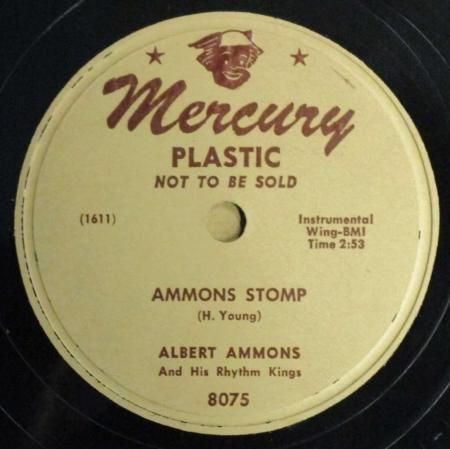 Mercury
PLASTIC
NOT TO BE SOLD
(1611)
Instrumental
Wing-BMI
Time 2:53
AMMONS STOMP
(H. Young)
ALBERT AMMONS
And His Rhythm Kings
8075